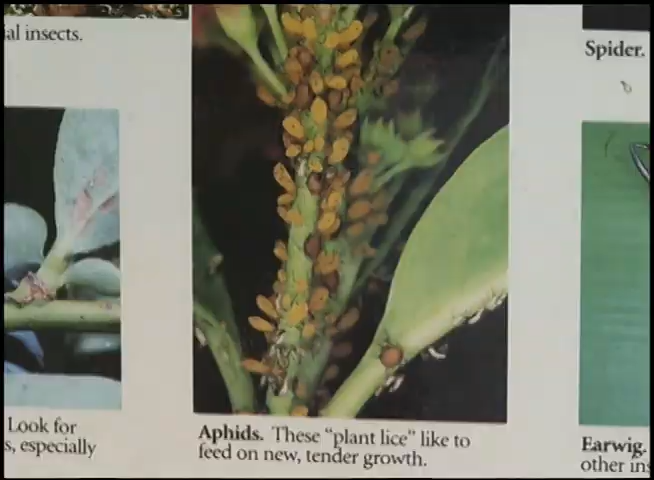 al insects.
Spider.
Look for
s, especially
Aphids. These “plant lice” like to
feed on new, tender growth.
Earwig.
other ins